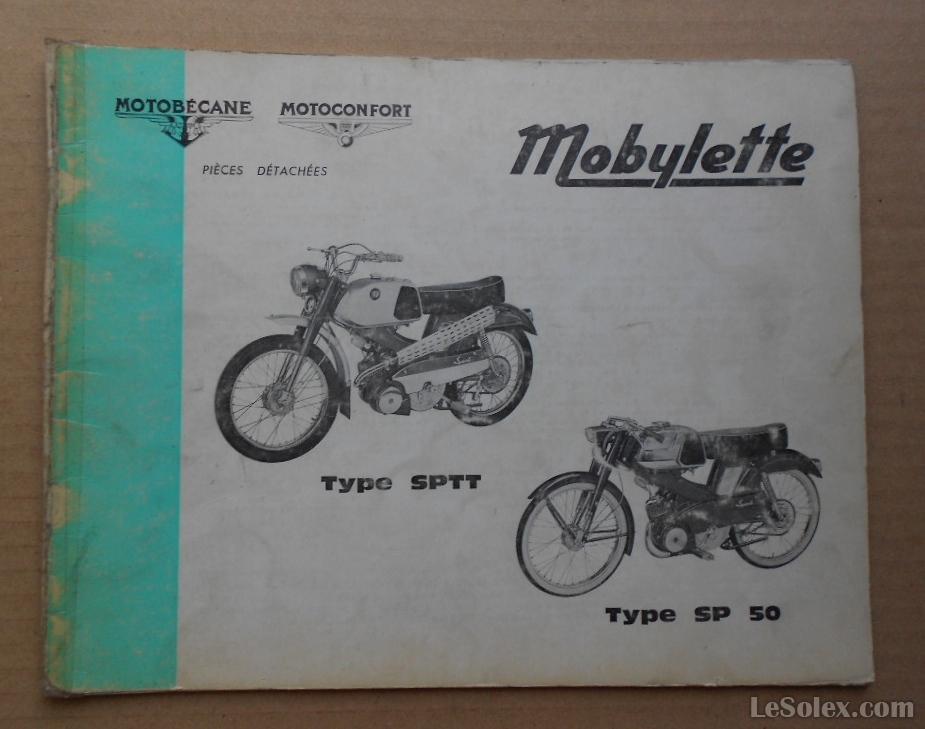 MOTOBÉCANE MOTOCONFORT
PIÈCES DÉTACHÉES
Mobylette
Type SPTT
Type SP 50
LeSolex.com